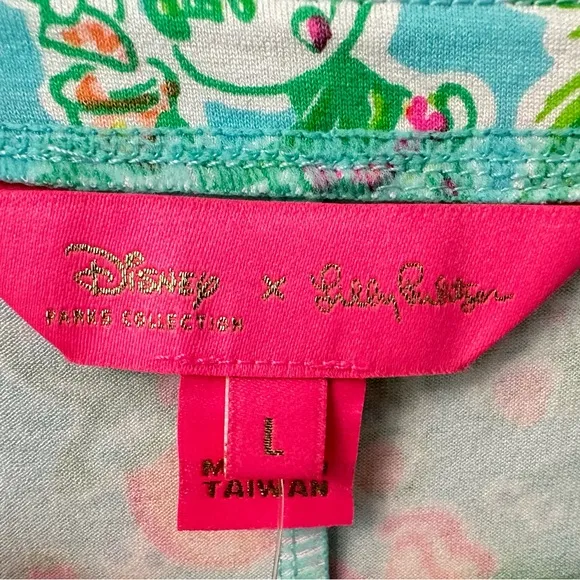 Disney x Lilly Pulitzer
PARKS COLLECTION
L
TAIWAN